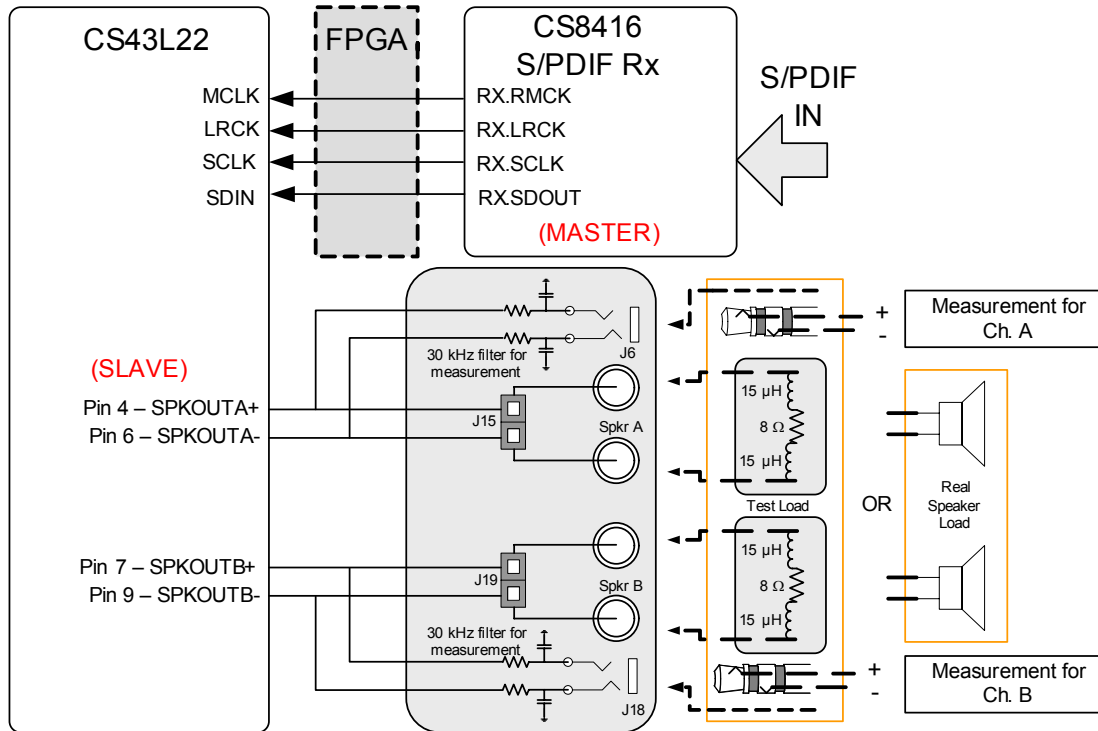 CS43L22
FPGA
CS8416
S/PDIF Rx
S/PDIF
IN
MCLK
LRCK
SCLK
SDIN
RX.RMCK
RX.LRCK
RX.SCLK
RX.SDOUT
(MASTER)
(SLAVE)
Pin 4 – SPKOUTA+
Pin 6 – SPKOUTA-
Pin 7 – SPKOUTB+
Pin 9 – SPKOUTB-
J6
30 kHz filter for
measurement
J15
Spkr A
J19
Spkr B
30 kHz filter for
measurement
J18
+
-
Measurement for
Ch. A
15 µH
8 Ω
15 µH
Test Load
15 µH
8 Ω
15 µH
OR
Real
Speaker
Load
+
-
Measurement for
Ch. B